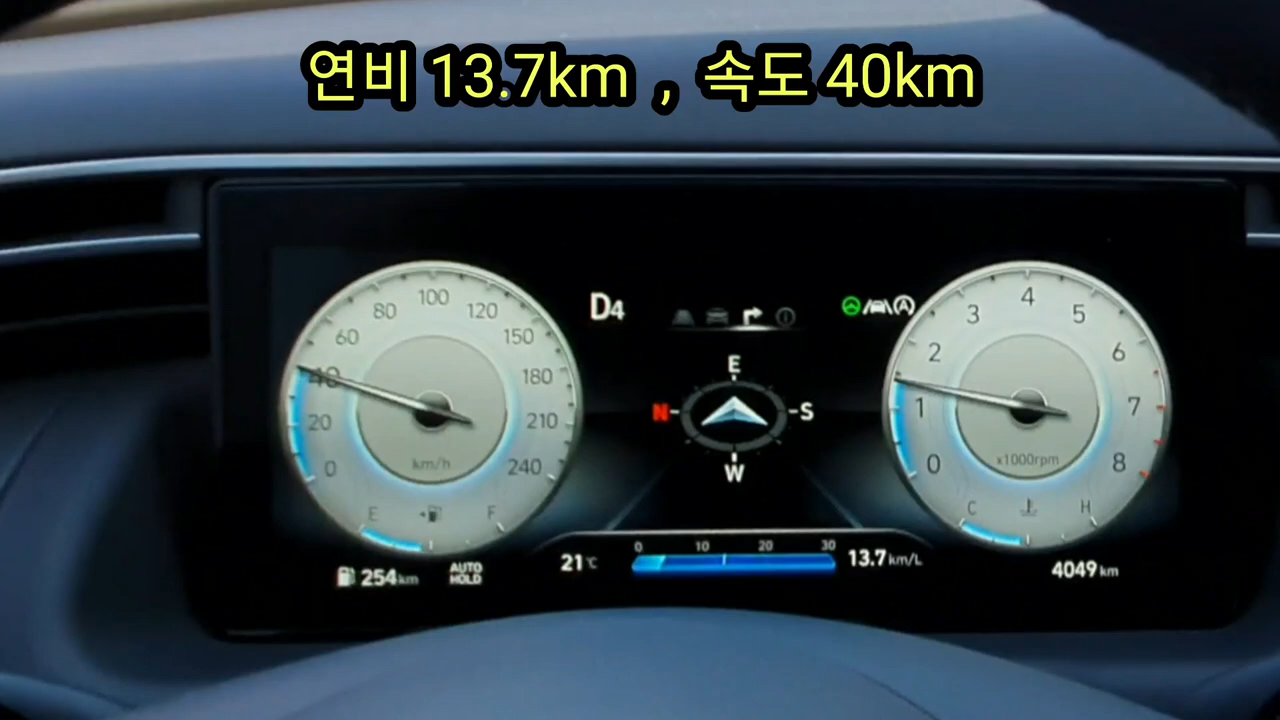 연비 13.7km , 속도 40km
D4
100
80
120
60
150
40
180
20
210
0
240
km/h
E
F
254km
AUTO
HOLD
E
N
S
W
21℃
0 10 20 30
13.7km/L
A
4
3
5
2
6
1
7
0
8
x1000rpm
C
H
4049km